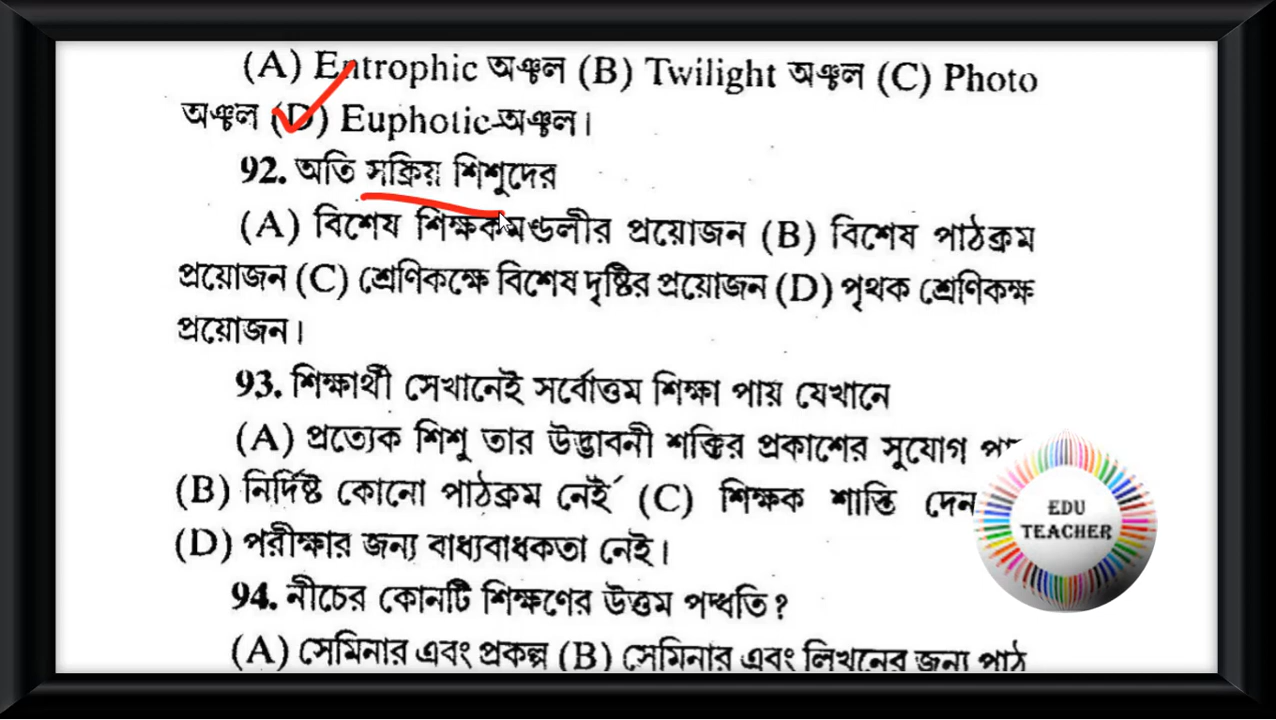 (A) Entrophic অঞ্চল (B) Twilight অঞ্চল (C) Photo
অঞ্চল (D) Euphotic-অঞ্চল।
92. অতি সক্রিয় শিশুদের
(A) বিশেষ শিক্ষকমণ্ডলীর প্রয়োজন (B) বিশেষ পাঠক্রম
প্রয়োজন (C) শ্রেণিকক্ষে বিশেষ দৃষ্টির প্রয়োজন (D) পৃথক শ্রেণিকক্ষ
প্রয়োজন।
93. শিক্ষার্থী সেখানেই সর্বোত্তম শিক্ষা পায় যেখানে
(A) প্রত্যেক শিশু তার উদ্ভাবনী শক্তির প্রকাশের সুযোগ
(B) নির্দিষ্ট কোনো পাঠক্রম নেই (C) শিক্ষক শাস্তি দেন
(D) পরীক্ষার জন্য বাধ্যবাধকতা নেই।
94. নীচের কোনটি শিক্ষণের উত্তম পদ্ধতি?
(A) সেমিনার এবং প্রকল্প (B) সেমিনার এবং লিখনের জন্য পাঠ
EDU
TEACHER